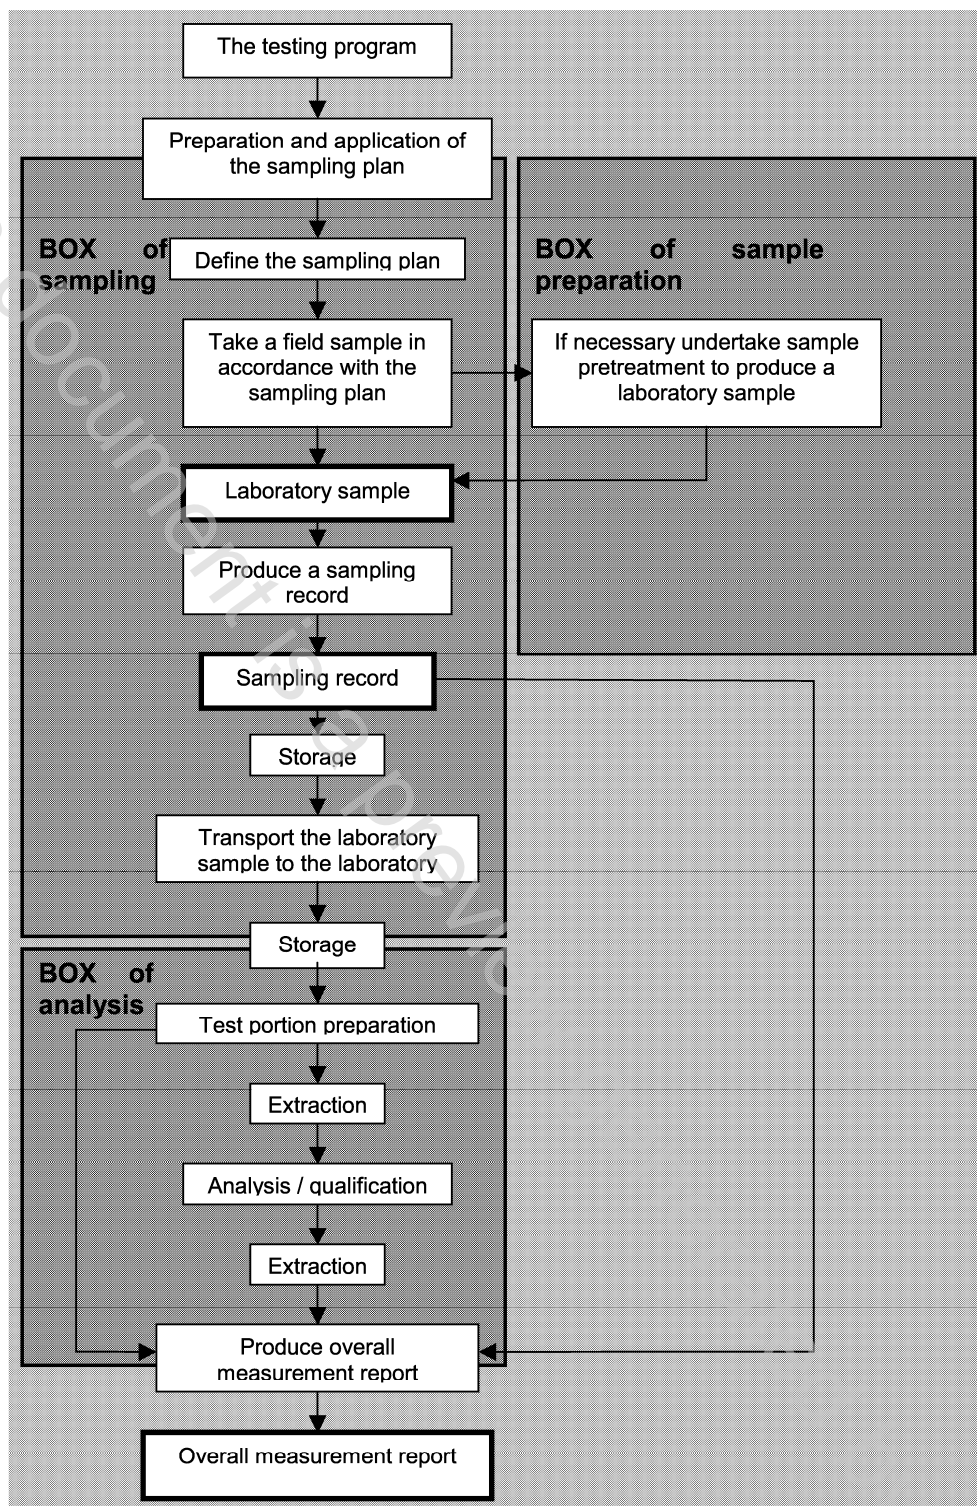 The testing program
Preparation and application of
the sampling plan
BOX of
sampling
Define the sampling plan
BOX of sample
preparation
Take a field sample in
accordance with the
sampling plan
If necessary undertake sample
pretreatment to produce a
laboratory sample
Laboratory sample
Produce a sampling
record
Sampling record
Storage
Transport the laboratory
sample to the laboratory
Storage
BOX of
analysis
Test portion preparation
Extraction
Analysis / qualification
Extraction
Produce overall
measurement report
Overall measurement report
document is a preview